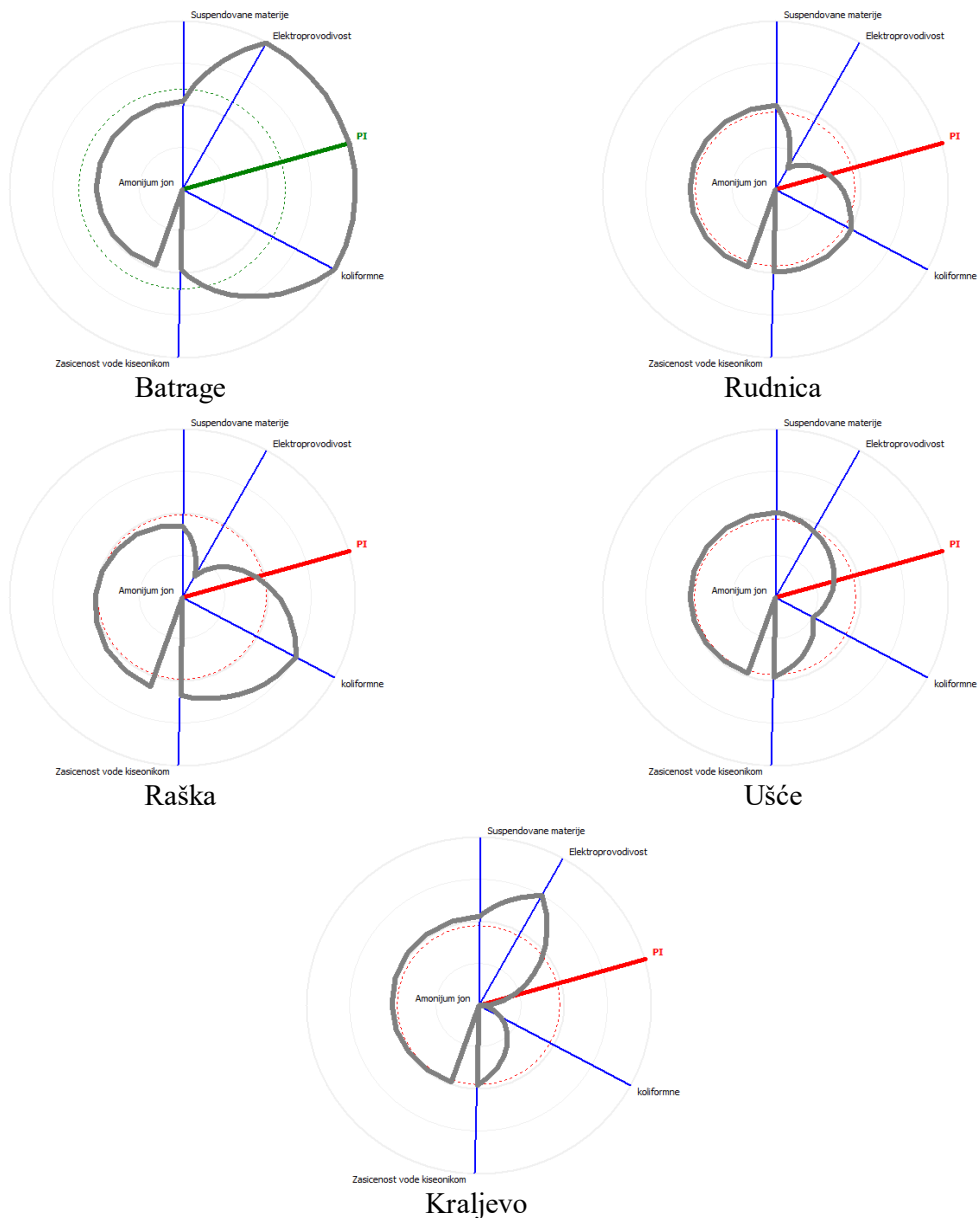 Suspendovane materije
Elektroprovodivost
PI
Amonijum jon
koliformne
Zasicenost vode kiseonikom
Batrage
Suspendovane materije
Elektroprovodivost
PI
Amonijum jon
koliformne
Zasicenost vode kiseonikom
Rudnica
Suspendovane materije
Elektroprovodivost
PI
Amonijum jon
koliformne
Zasicenost vode kiseonikom
Raška
Suspendovane materije
Elektroprovodivost
PI
Amonijum jon
koliformne
Zasicenost vode kiseonikom
Ušće
Suspendovane materije
Elektroprovodivost
PI
Amonijum jon
koliformne
Zasicenost vode kiseonikom
Kraljevo